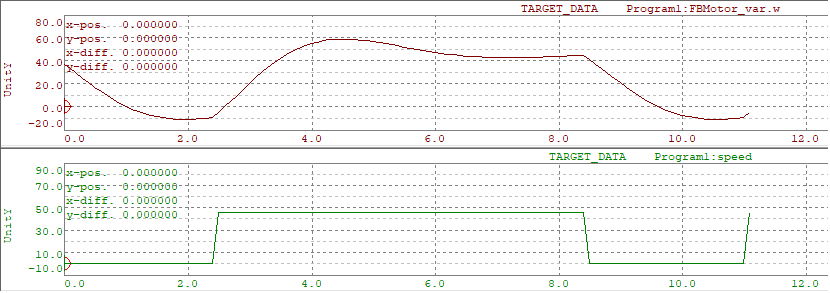 TARGET_DATA Program1:FBMotor_var.w
80.0 x-pos. 0.000000
60.0 y-pos. 0.000000
x-diff. 0.000000
40.0 y-diff. 0.000000
UnitY
20.0
0.0
-20.0
0.0 2.0 4.0 6.0 8.0 10.0 12.0
TARGET_DATA Program1:speed
90.0 x-pos. 0.000000
70.0 y-pos. 0.000000
x-diff. 0.000000
50.0 y-diff. 0.000000
UnitY
30.0
10.0
-10.0
0.0 2.0 4.0 6.0 8.0 10.0 12.0